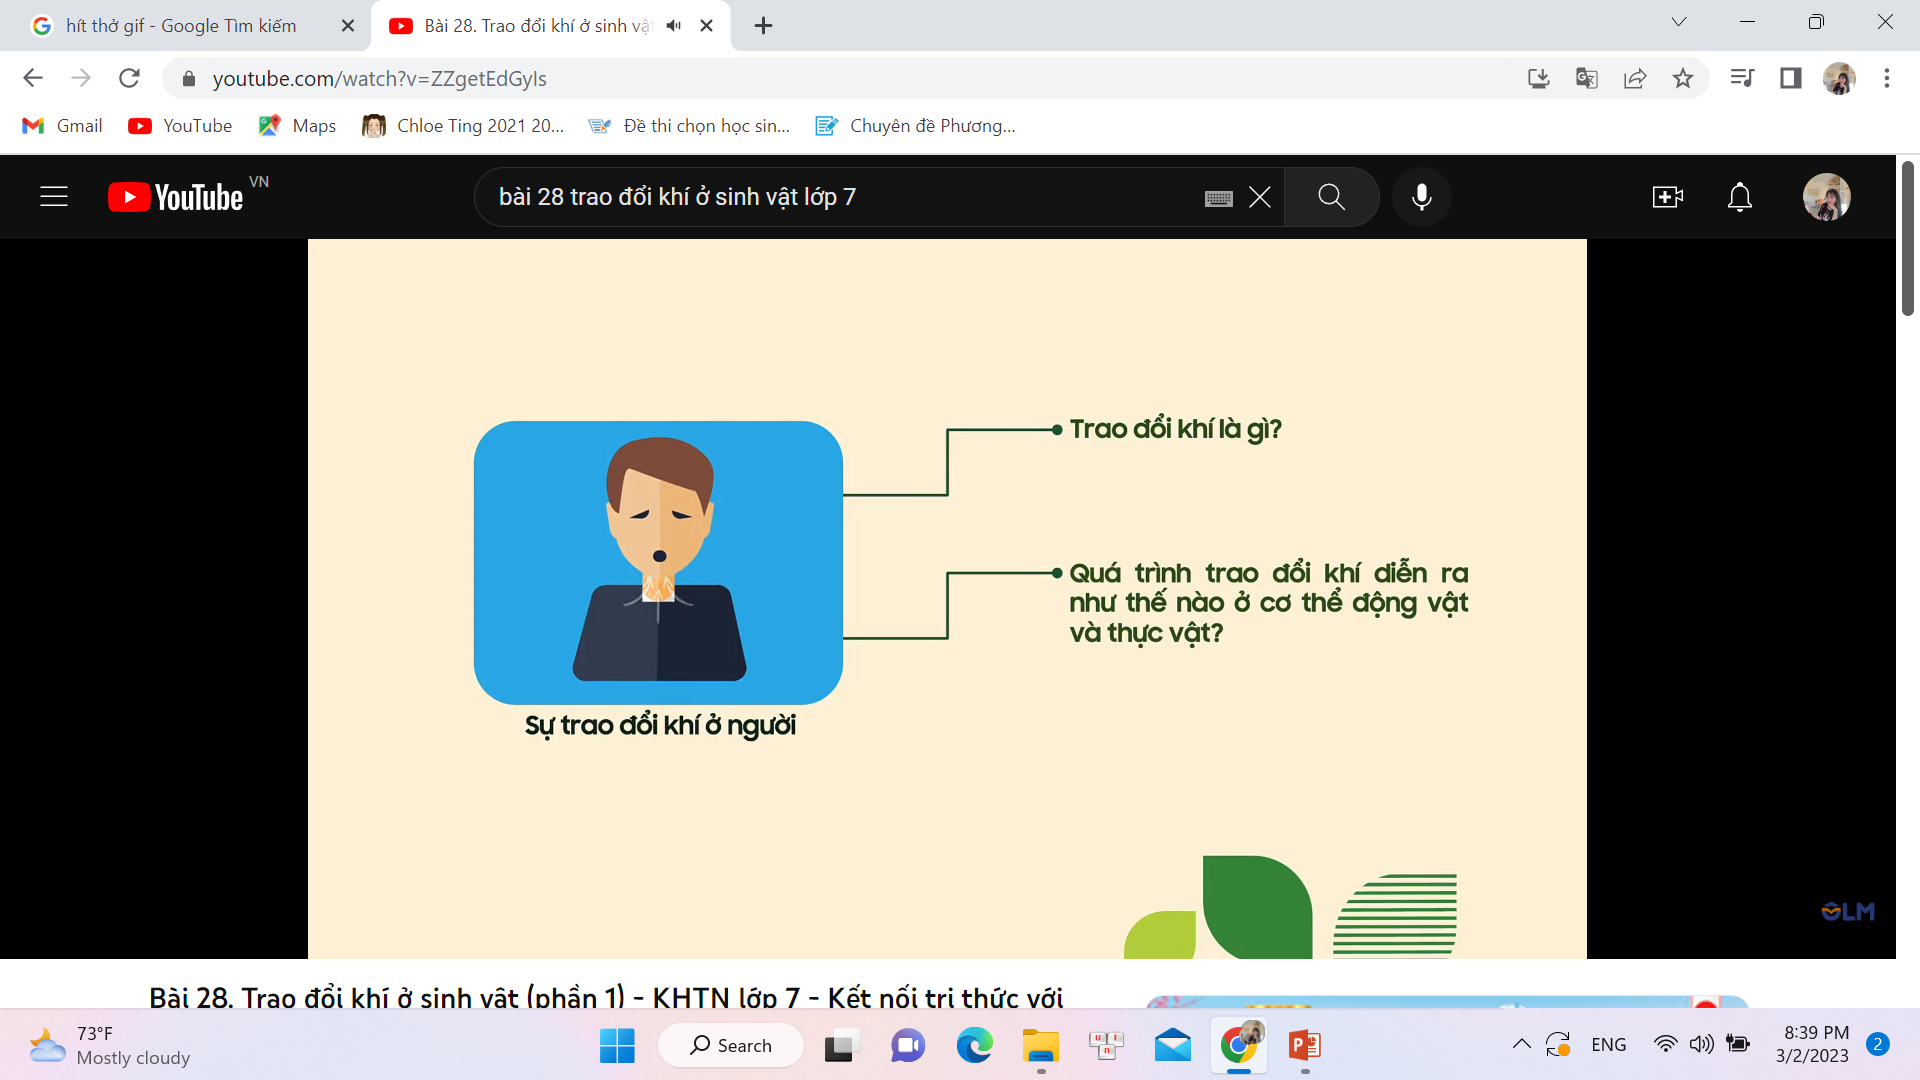 hít thở gif - Google Tìm kiếm
Bài 28. Trao đổi khí ở sinh vật
youtube.com/watch?v=ZZgetEdGyIs
Gmail
YouTube
Maps
Chloe Ting 2021 20...
Đề thi chọn học sin...
Chuyên đề Phương...
YouTube VN
bài 28 trao đổi khí ở sinh vật lớp 7
Trao đổi khí là gì?
Quá trình trao đổi khí diễn ra
như thế nào ở cơ thể động vật
và thực vật?
Sự trao đổi khí ở người
OLM
Bài 28. Trao đổi khí ở sinh vật (phần 1) - KHTN lớp 7 - Kết nối tri thức với
73°F
Mostly cloudy
Search
ENG
8:39 PM
3/2/2023
2